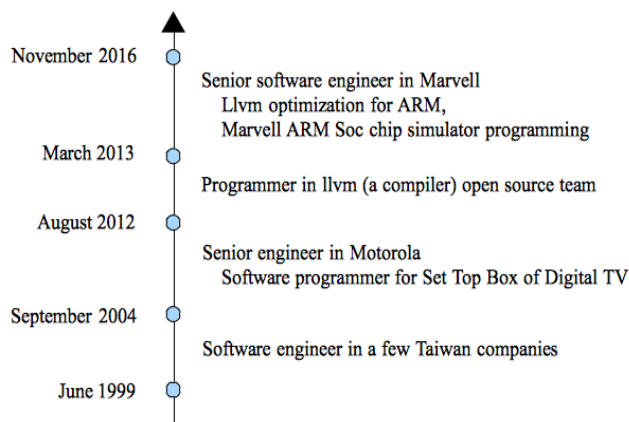 November 2016
Senior software engineer in Marvell
Llvm optimization for ARM,
Marvell ARM Soc chip simulator programming
March 2013
Programmer in llvm (a compiler) open source team
August 2012
Senior engineer in Motorola
Software programmer for Set Top Box of Digital TV
September 2004
Software engineer in a few Taiwan companies
June 1999